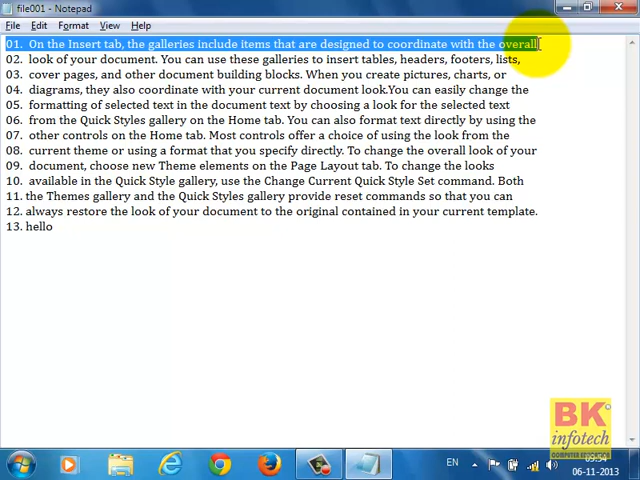 file001 - Notepad
File Edit Format View Help
01. On the Insert tab, the galleries include items that are designed to coordinate with the overall
02. look of your document. You can use these galleries to insert tables, headers, footers, lists,
03. cover pages, and other document building blocks. When you create pictures, charts, or
04. diagrams, they also coordinate with your current document look.You can easily change the
05. formatting of selected text in the document text by choosing a look for the selected text
06. from the Quick Styles gallery on the Home tab. You can also format text directly by using the
07. other controls on the Home tab. Most controls offer a choice of using the look from the
08. current theme or using a format that you specify directly. To change the overall look of your
09. document, choose new Theme elements on the Page Layout tab. To change the looks
10. available in the Quick Style gallery, use the Change Current Quick Style Set command. Both
11. the Themes gallery and the Quick Styles gallery provide reset commands so that you can
12. always restore the look of your document to the original contained in your current template.
13. hello
BK
infotech
COMPUTER EDUCATION
EN
06-11-2013